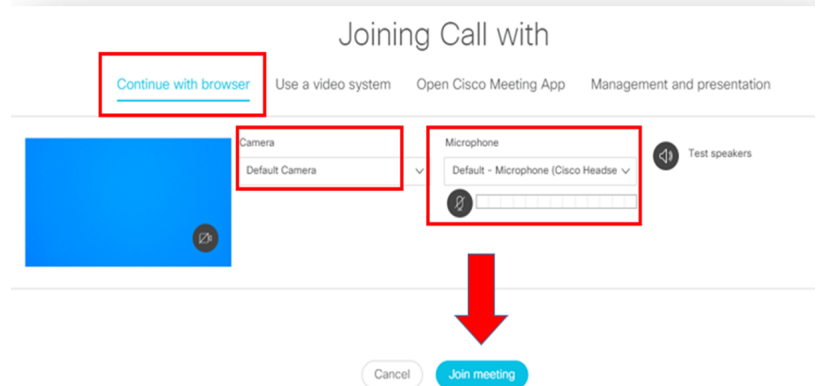 Joining Call with
Continue with browser
Use a video system
Open Cisco Meeting App
Management and presentation
Camera
Default Camera
Microphone
Default - Microphone (Cisco Headse
Test speakers
Cancel
Join meeting